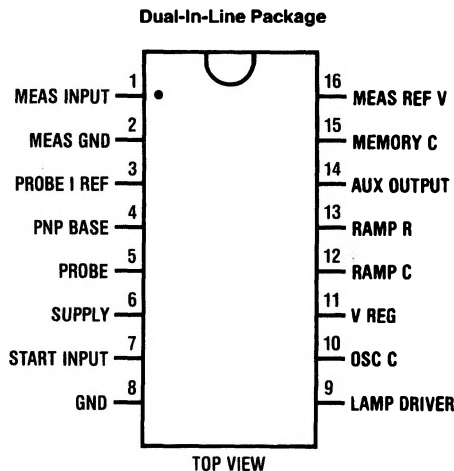 Dual-In-Line Package
1 16
MEAS INPUT MEAS REF V
2 15
MEAS GND MEMORY C
3 14
PROBE I REF AUX OUTPUT
4 13
PNP BASE RAMP R
5 12
PROBE RAMP C
6 11
SUPPLY V REG
7 10
START INPUT OSC C
8 9
GND LAMP DRIVER
TOP VIEW